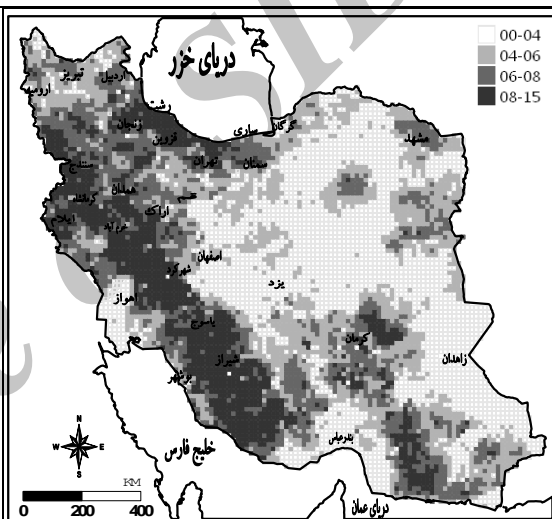 دریای خزر
00-04
04-06
06-08
08-15
تبریز
اردبیل
ارومیه
رشت
زنجان
قزوین
ساری
گرگان
مشهد
تهران
سمنان
سنندج
همدان
کرمانشاه
قم
اراک
ایلام
خرم آباد
اصفهان
شهرکرد
یزد
اهواز
یاسوج
کرمان
زاهدان
شیراز
بوشهر
بندرعباس
خلیج فارس
دریای عمان
N
W
E
S
KM
0 200 400